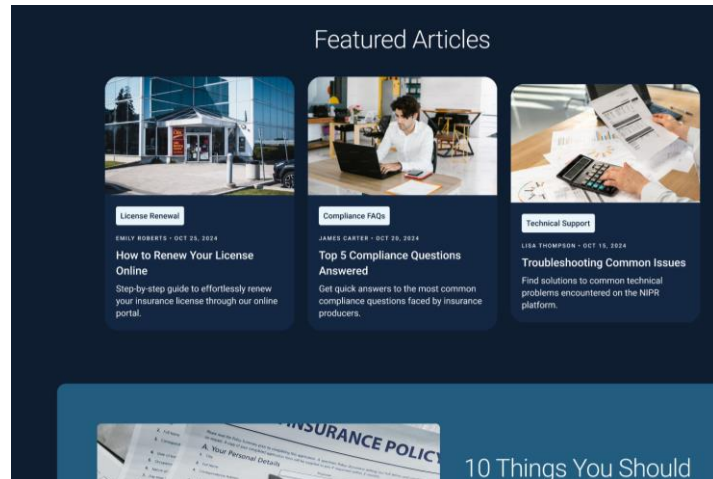 Featured Articles
License Renewal
EMILY ROBERTS • OCT 25, 2024
How to Renew Your License
Online
Step-by-step guide to effortlessly renew
your insurance license through our online
portal.
Compliance FAQs
JAMES CARTER • OCT 20, 2024
Top 5 Compliance Questions
Answered
Get quick answers to the most common
compliance questions faced by insurance
producers.
Technical Support
LISA THOMPSON • OCT 15, 2024
Troubleshooting Common Issues
Find solutions to common technical
problems encountered on the NIPR
platform.
INSURANCE POLICY
A. Your Personal Details
10 Things You Should